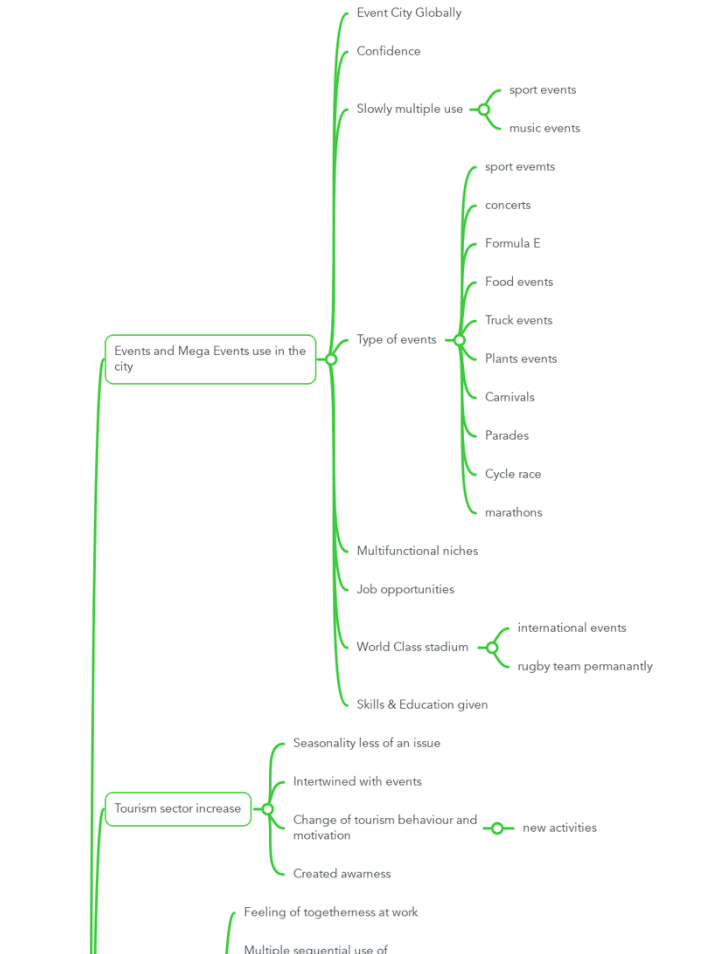 Event City Globally
Confidence
Slowly multiple use
sport events
music events
Type of events
sport evemts
concerts
Formula E
Food events
Truck events
Plants events
Carnivals
Parades
Cycle race
marathons
Events and Mega Events use in the
city
Multifunctional niches
Job opportunities
World Class stadium
international events
rugby team permanantly
Skills & Education given
Tourism sector increase
Seasonality less of an issue
Intertwined with events
Change of tourism behaviour and
motivation
new activities
Created awarness
Feeling of togetherness at work
Multiple sequential use of